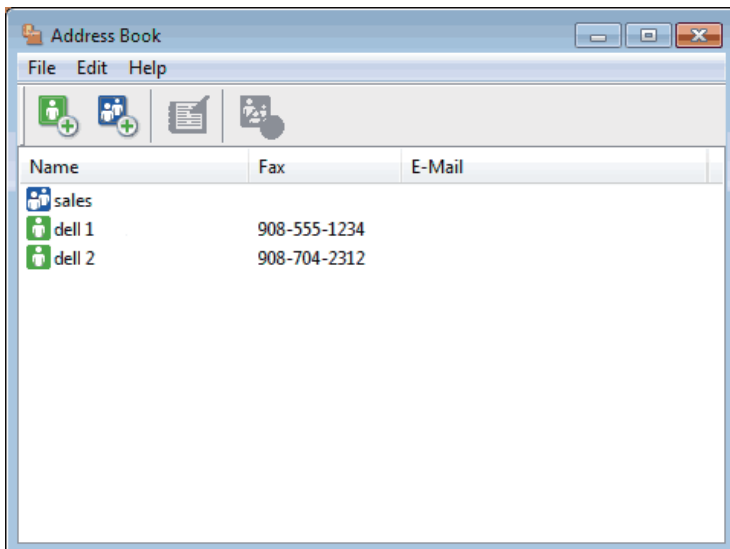 Address Book
File Edit Help
Name Fax E-Mail
sales
dell 1 908-555-1234
dell 2 908-704-2312